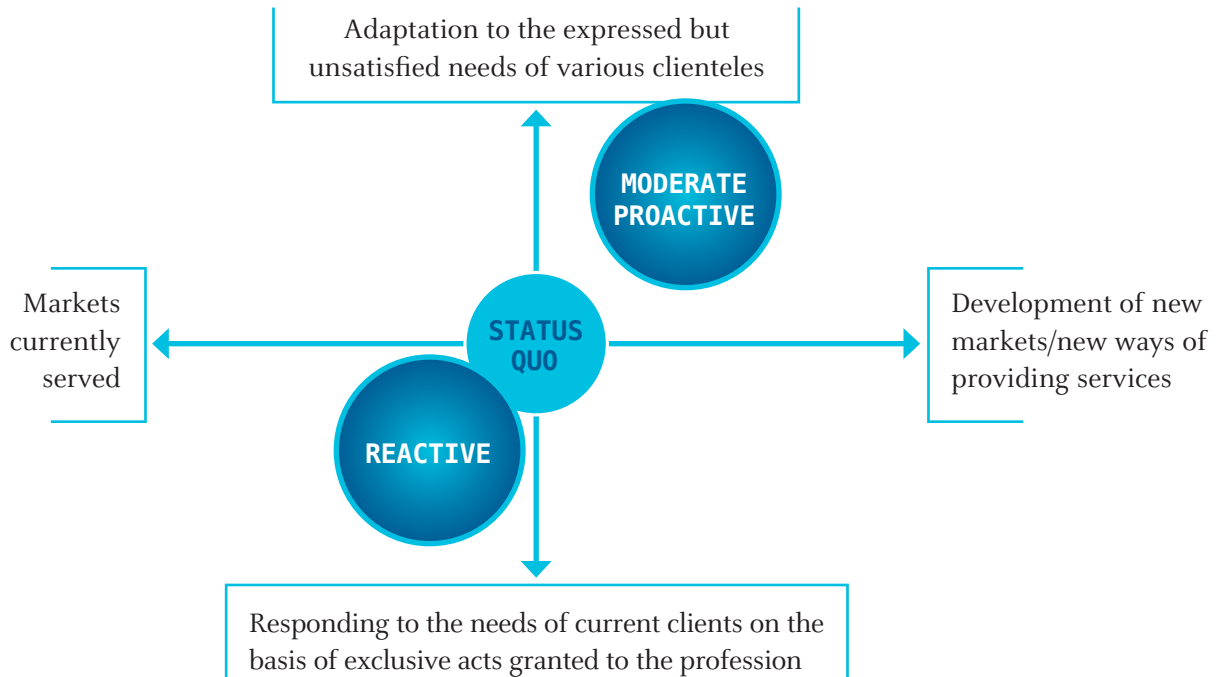 Adaptation to the expressed but
unsatisfied needs of various clienteles
MODERATE
PROACTIVE
Markets
currently
served
STATUS
QUO
Development of new
markets/new ways of
providing services
REACTIVE
Responding to the needs of current clients on the
basis of exclusive acts granted to the profession